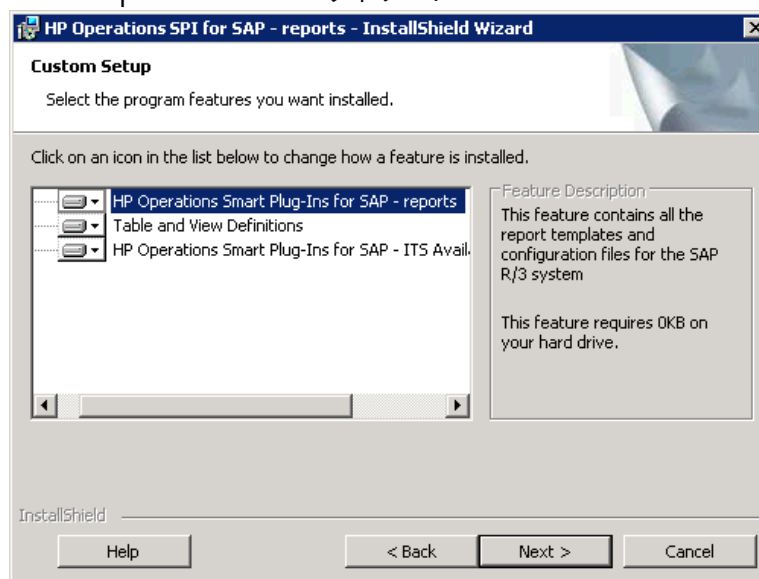 HP Operations SPI for SAP - reports - InstallShield Wizard
Custom Setup
Select the program features you want installed.
Click on an icon in the list below to change how a feature is installed.
HP Operations Smart Plug-Ins for SAP - reports
Table and View Definitions
HP Operations Smart Plug-Ins for SAP - ITS Avail
Feature Description
This feature contains all the
report templates and
configuration files for the SAP
R/3 system
This feature requires 0KB on
your hard drive.
InstallShield
Help
< Back
Next >
Cancel